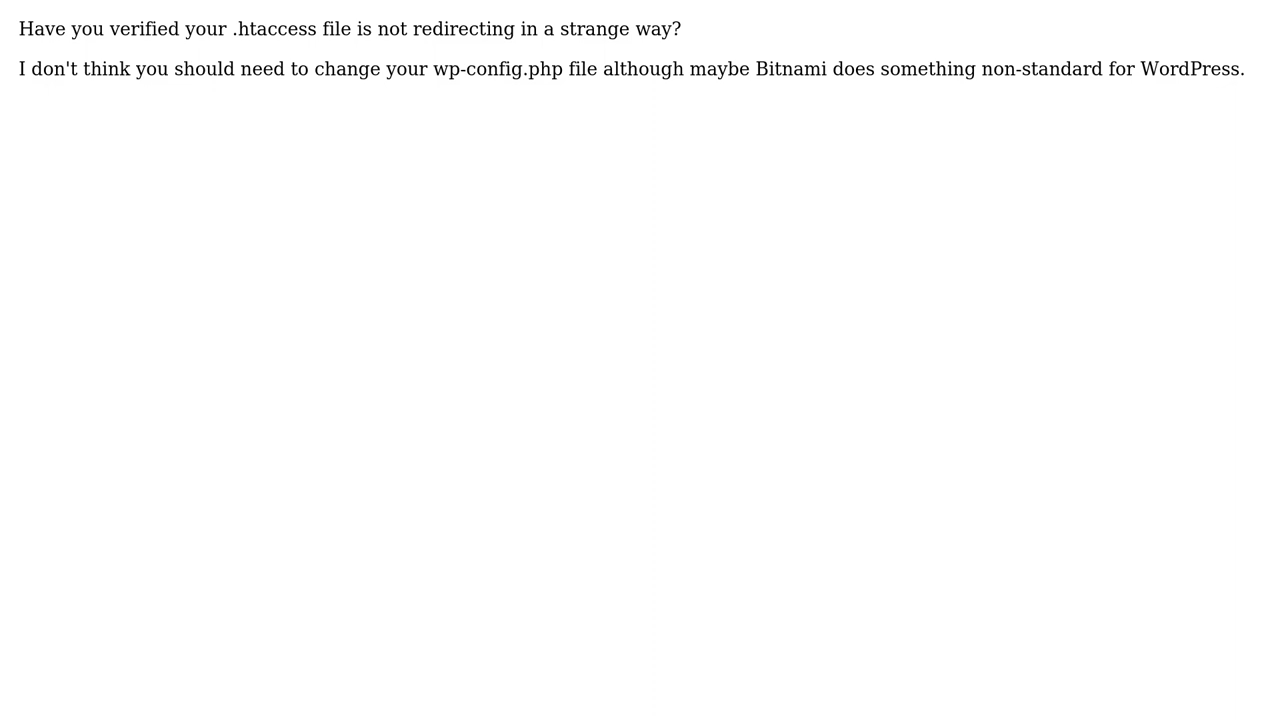 Have you verified your .htaccess file is not redirecting in a strange way?
I don't think you should need to change your wp-config.php file although maybe Bitnami does something non-standard for WordPress.